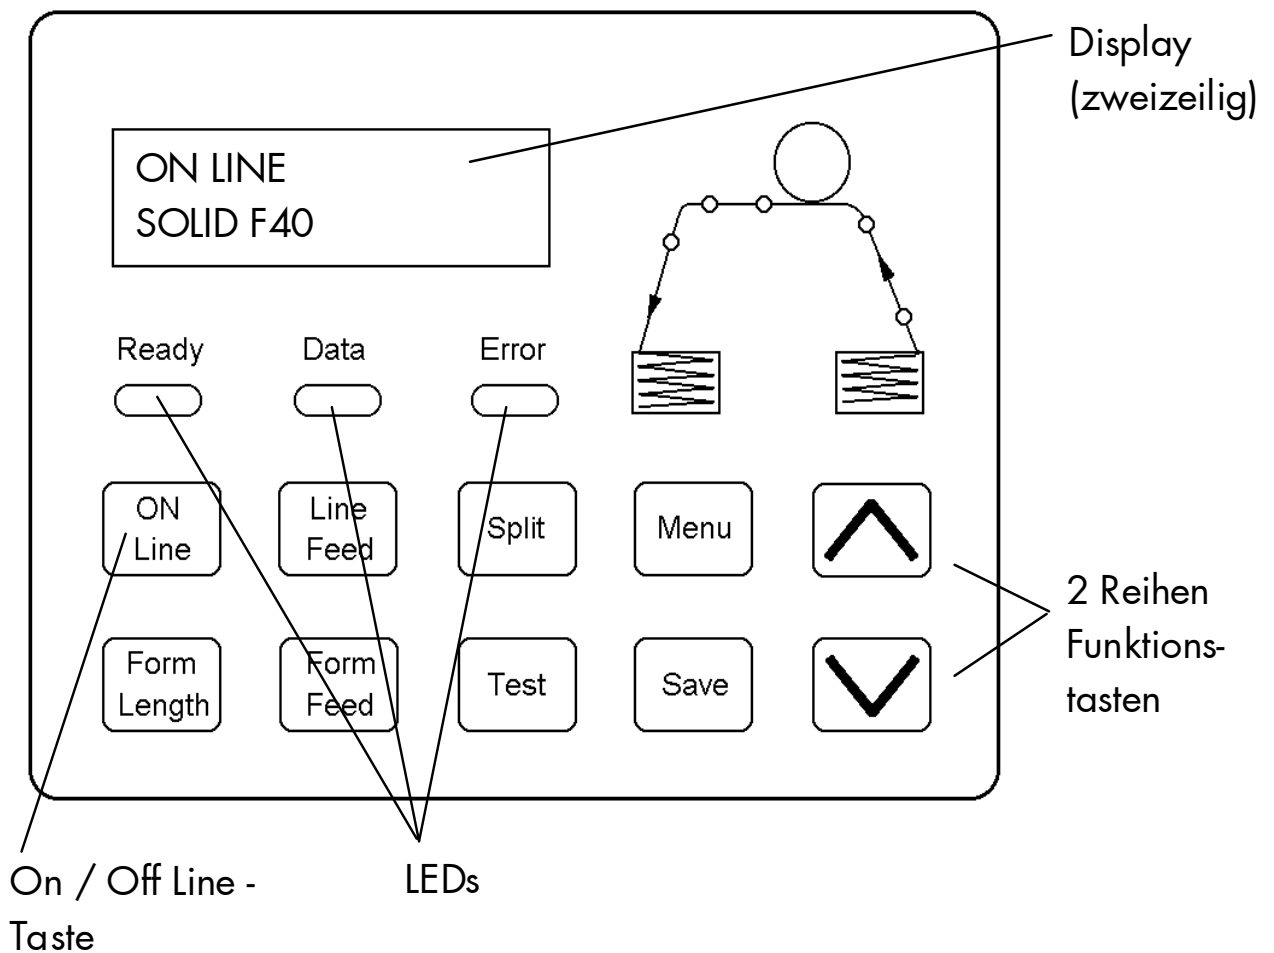 Display
(zweizeilig)
ON LINE
SOLID F40
Ready
Data
Error
ON
Line
Line
Feed
Split
Menu
Form
Length
Form
Feed
Test
Save
2 Reihen
Funktions-
tasten
On / Off Line -
Taste
LEDs